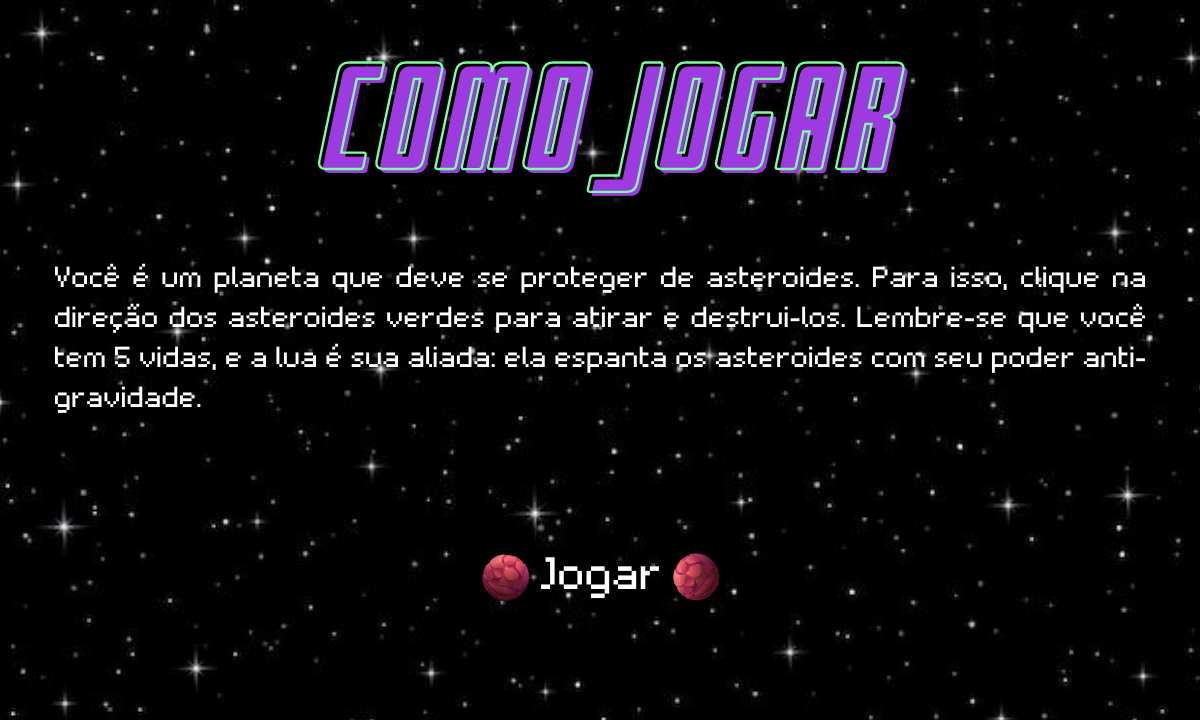 COMO JOGAR
Você é um planeta que deve se proteger de asteroides. Para isso, clique na
direção dos asteroides verdes para atirar e destruí-los. Lembre-se que você
tem 5 vidas, e a lua é sua aliada: ela espanta os asteroides com seu poder anti-
gravidade.
Jogar